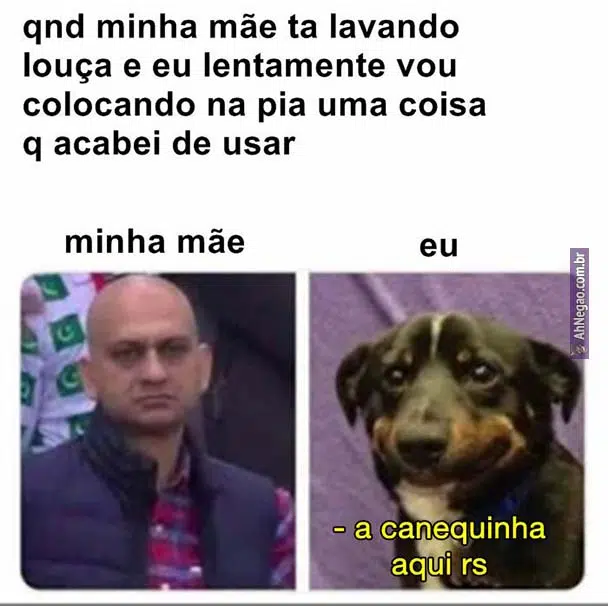 qnd minha mãe ta lavando
louça e eu lentamente vou
colocando na pia uma coisa
q acabei de usar
minha mãe
eu
AhNegao.com.br
- a canequinha
aqui rs